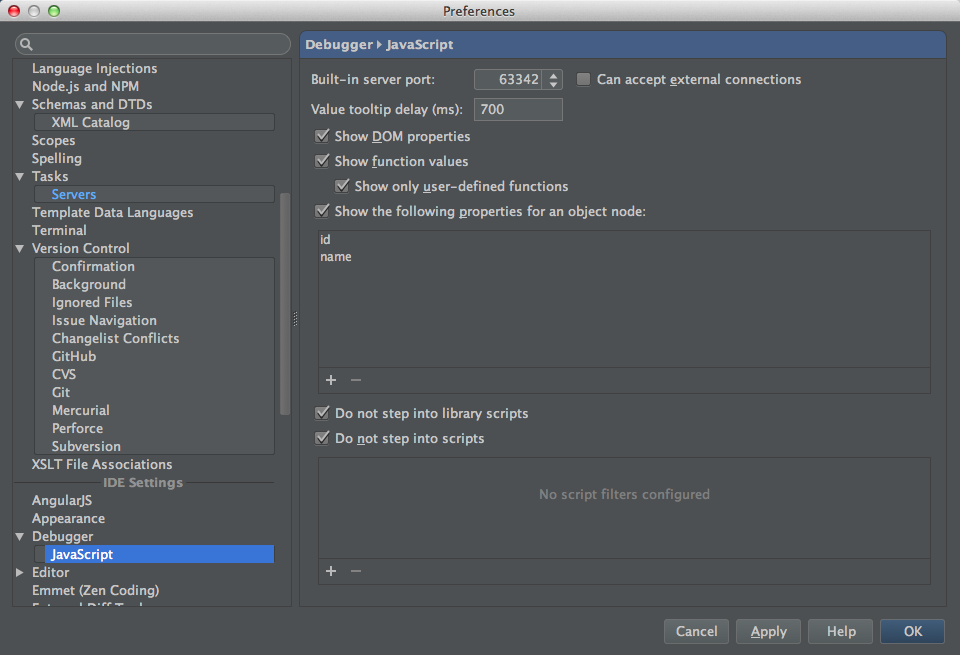 Preferences
Language Injections
Node.js and NPM
Schemas and DTDs
XML Catalog
Scopes
Spelling
Tasks
Servers
Template Data Languages
Terminal
Version Control
Confirmation
Background
Ignored Files
Issue Navigation
Changelist Conflicts
GitHub
CVS
Git
Mercurial
Perforce
Subversion
XSLT File Associations
IDE Settings
AngularJS
Appearance
Debugger
JavaScript
Editor
Emmet (Zen Coding)
Debugger JavaScript
Built-in server port: 63342 Can accept external connections
Value tooltip delay (ms): 700
Show DOM properties
Show function values
Show only user-defined functions
Show the following properties for an object node:
id
name
Do not step into library scripts
Do not step into scripts
No script filters configured
Cancel Apply Help OK